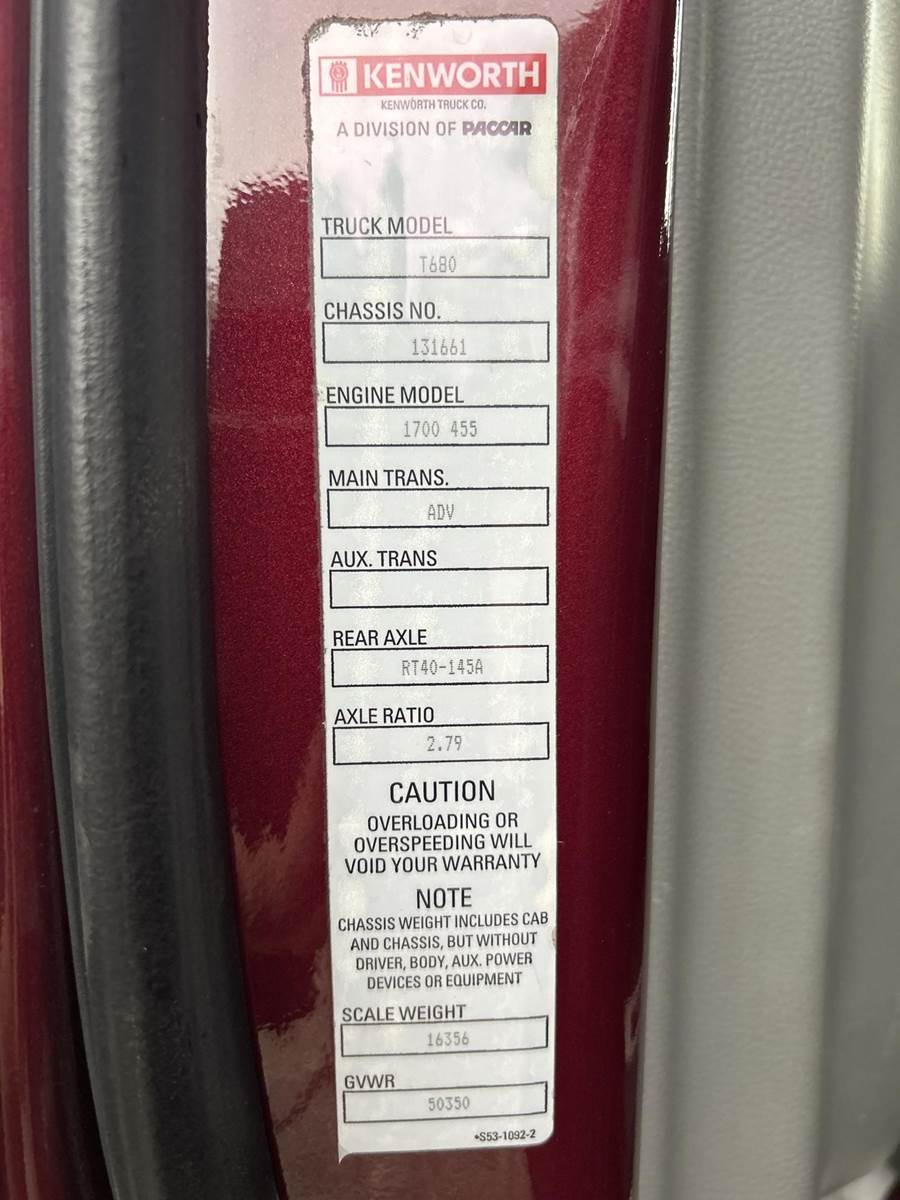 KENWORTH
KENWORTH TRUCK CO.
A DIVISION OF PACCAR
TRUCK MODEL
T680
CHASSIS NO.
131661
ENGINE MODEL
1700 455
MAIN TRANS.
ADV
AUX. TRANS
REAR AXLE
RT40-145A
AXLE RATIO
2.79
CAUTION
OVERLOADING OR
OVERSPEEDING WILL
VOID YOUR WARRANTY
NOTE
CHASSIS WEIGHT INCLUDES CAB
AND CHASSIS, BUT WITHOUT
DRIVER, BODY, AUX. POWER
DEVICES OR EQUIPMENT
SCALE WEIGHT
16356
GVWR
50350
*S53-1092-2